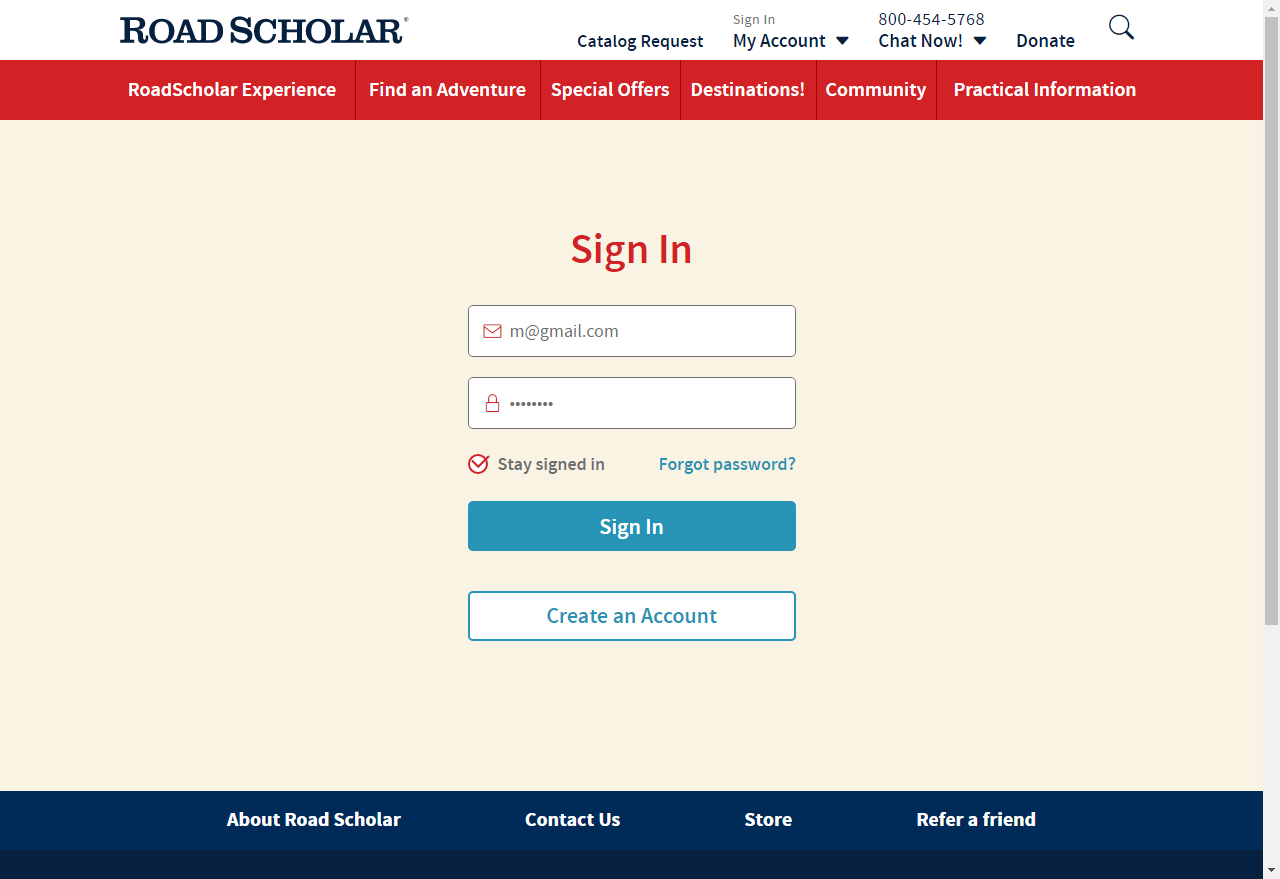 ROAD SCHOLAR®
Sign In
800-454-5768
Catalog Request
My Account
Chat Now!
Donate
RoadScholar Experience
Find an Adventure
Special Offers
Destinations!
Community
Practical Information
Sign In
m@gmail.com
••••••••
Stay signed in
Forgot password?
Sign In
Create an Account
About Road Scholar
Contact Us
Store
Refer a friend